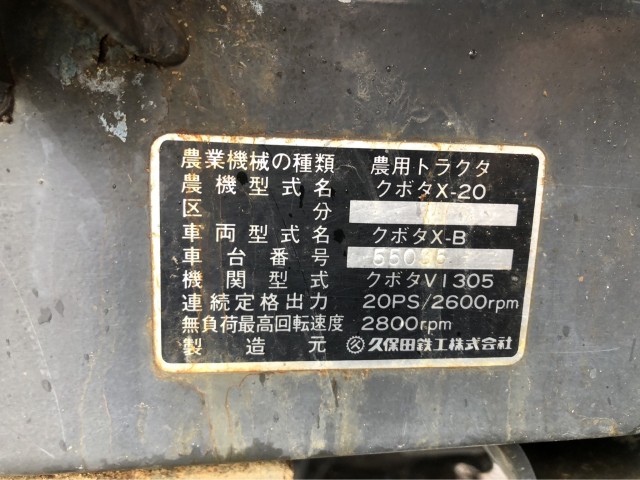 農業機械の種類 農用トラクタ
農機型式名 クボタX-20
区分
車両型式名 クボタX-B
車台番号
機関型式 クボタV1305
連続定格出力 20PS/2600rpm
無負荷最高回転速度 2800rpm
製造元 久保田鉄工株式会社